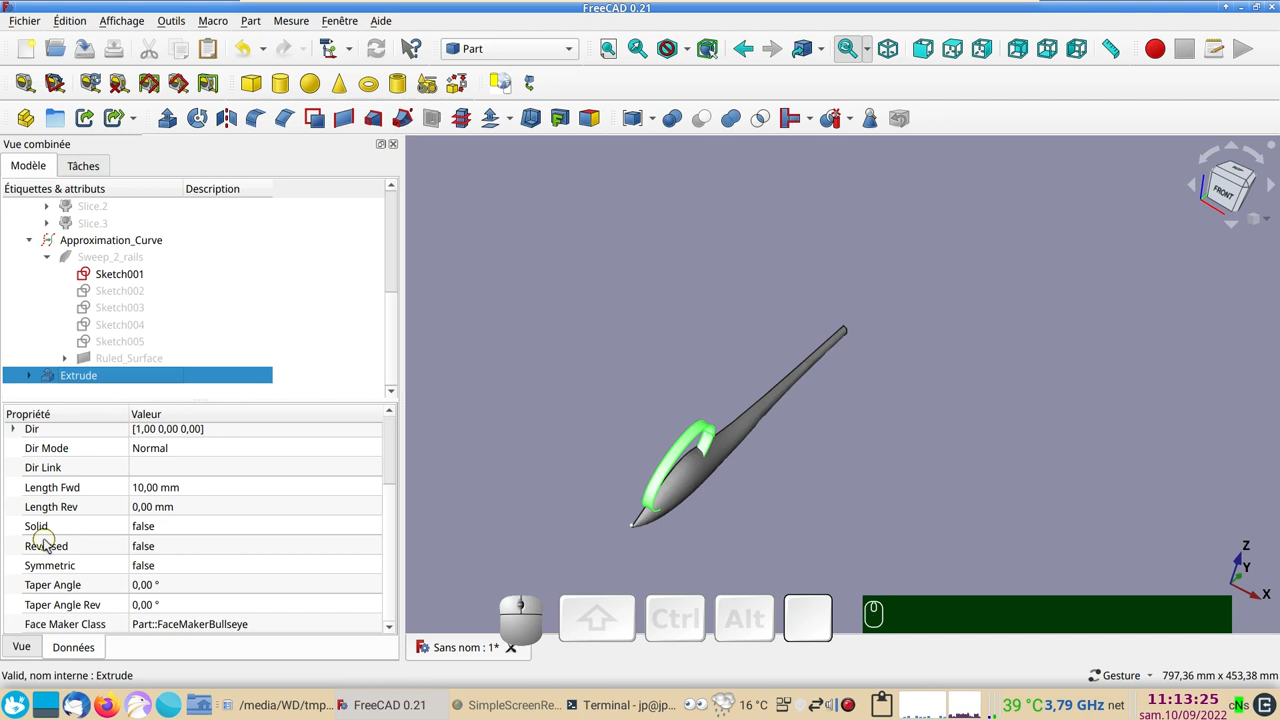 FreeCAD 0.21
Fichier Édition Affichage Outils Macro Part Mesure Fenêtre Aide
Part
Vue combinée
Modèle Tâches
Étiquettes & attributs Description
Slice.2
Slice.3
Approximation_Curve
Sweep_2_rails
Sketch001
Sketch002
Sketch003
Sketch004
Sketch005
Ruled_Surface
Extrude
Propriété Valeur
Dir [1,00 0,00 0,00]
Dir Mode Normal
Dir Link
Length Fwd 10,00 mm
Length Rev 0,00 mm
Solid false
Reversed false
Symmetric false
Taper Angle 0,00 °
Taper Angle Rev 0,00 °
Face Maker Class Part::FaceMakerBullseye
Vue Données
FRONT
Z
Y
X
Ctrl Alt
Sans nom : 1*
Valid, nom interne : Extrude
Gesture 797,36 mm x 453,38 mm
/media/WD/tmp... FreeCAD 0.21 SimpleScreenRe... Terminal - jp@jp... 16 °C 39 °C 3,79 GHz net 11:13:25
sam.10/09/2022
cNs